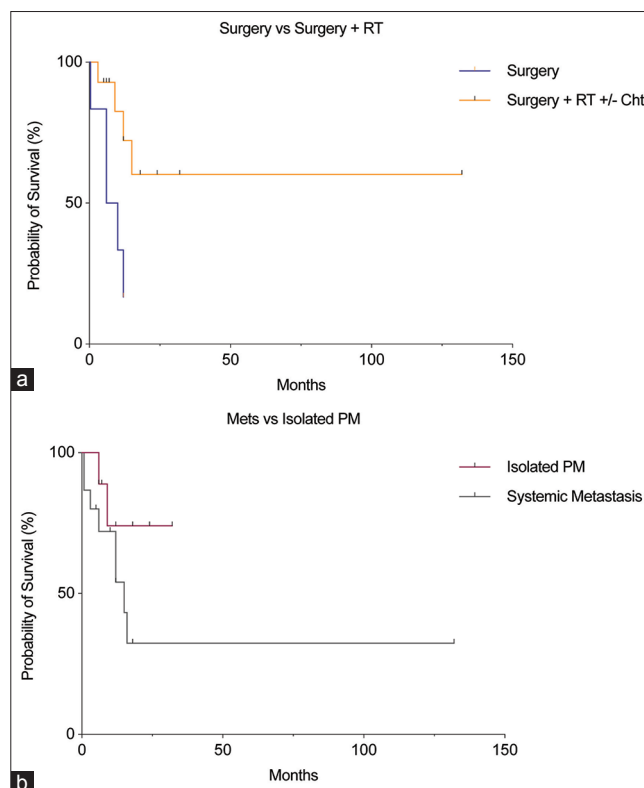 Surgery vs Surgery + RT
100
50
0
Probability of Survival (%)
Surgery
Surgery + RT +/- Cht
0 50 100 150
Months
a
Mets vs Isolated PM
100
50
0
Probability of Survival (%)
Isolated PM
Systemic Metastasis
0 50 100 150
Months
b